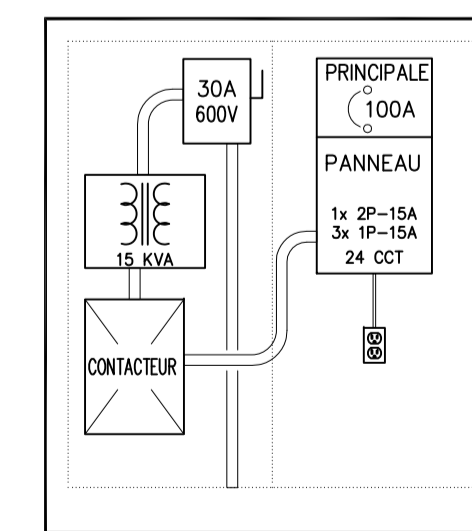 30A
600V
15 KVA
CONTACTEUR
PRINCIPALE
100A
PANNEAU
1x 2P-15A
3x 1P-15A
24 CCT